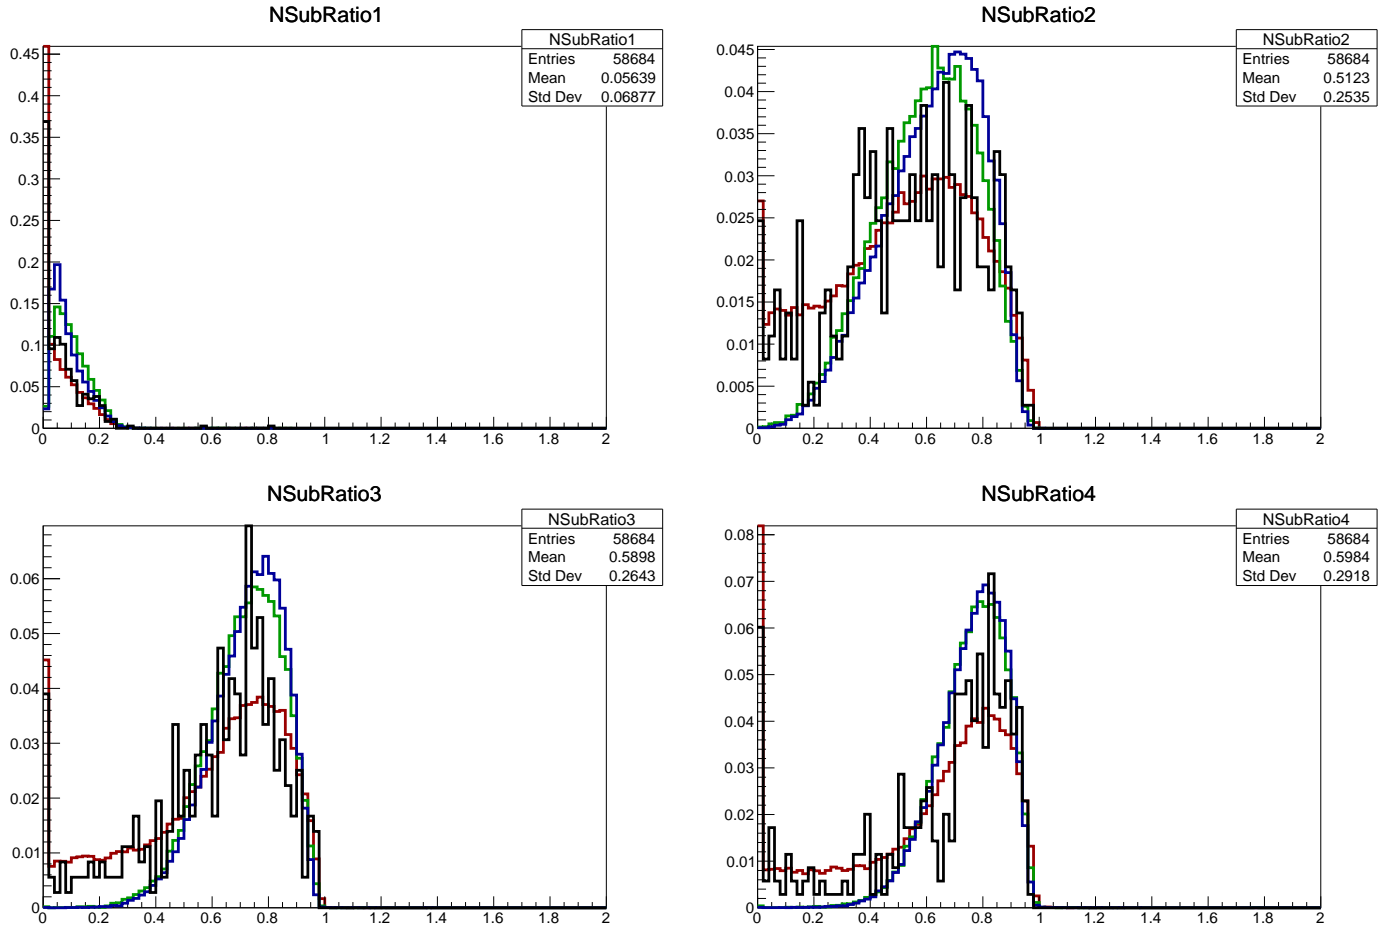 NSubRatio1
NSubRatio1
Entries 58684
Mean 0.05639
Std Dev 0.06877
0.45
0.4
0.35
0.3
0.25
0.2
0.15
0.1
0.05
0
0 0.2 0.4 0.6 0.8 1 1.2 1.4 1.6 1.8 2
NSubRatio2
NSubRatio2
Entries 58684
Mean 0.5123
Std Dev 0.2535
0.045
0.04
0.035
0.03
0.025
0.02
0.015
0.01
0.005
0
0 0.2 0.4 0.6 0.8 1 1.2 1.4 1.6 1.8 2
NSubRatio3
NSubRatio3
Entries 58684
Mean 0.5898
Std Dev 0.2643
0.06
0.05
0.04
0.03
0.02
0.01
0
0 0.2 0.4 0.6 0.8 1 1.2 1.4 1.6 1.8 2
NSubRatio4
NSubRatio4
Entries 58684
Mean 0.5984
Std Dev 0.2918
0.08
0.07
0.06
0.05
0.04
0.03
0.02
0.01
0
0 0.2 0.4 0.6 0.8 1 1.2 1.4 1.6 1.8 2